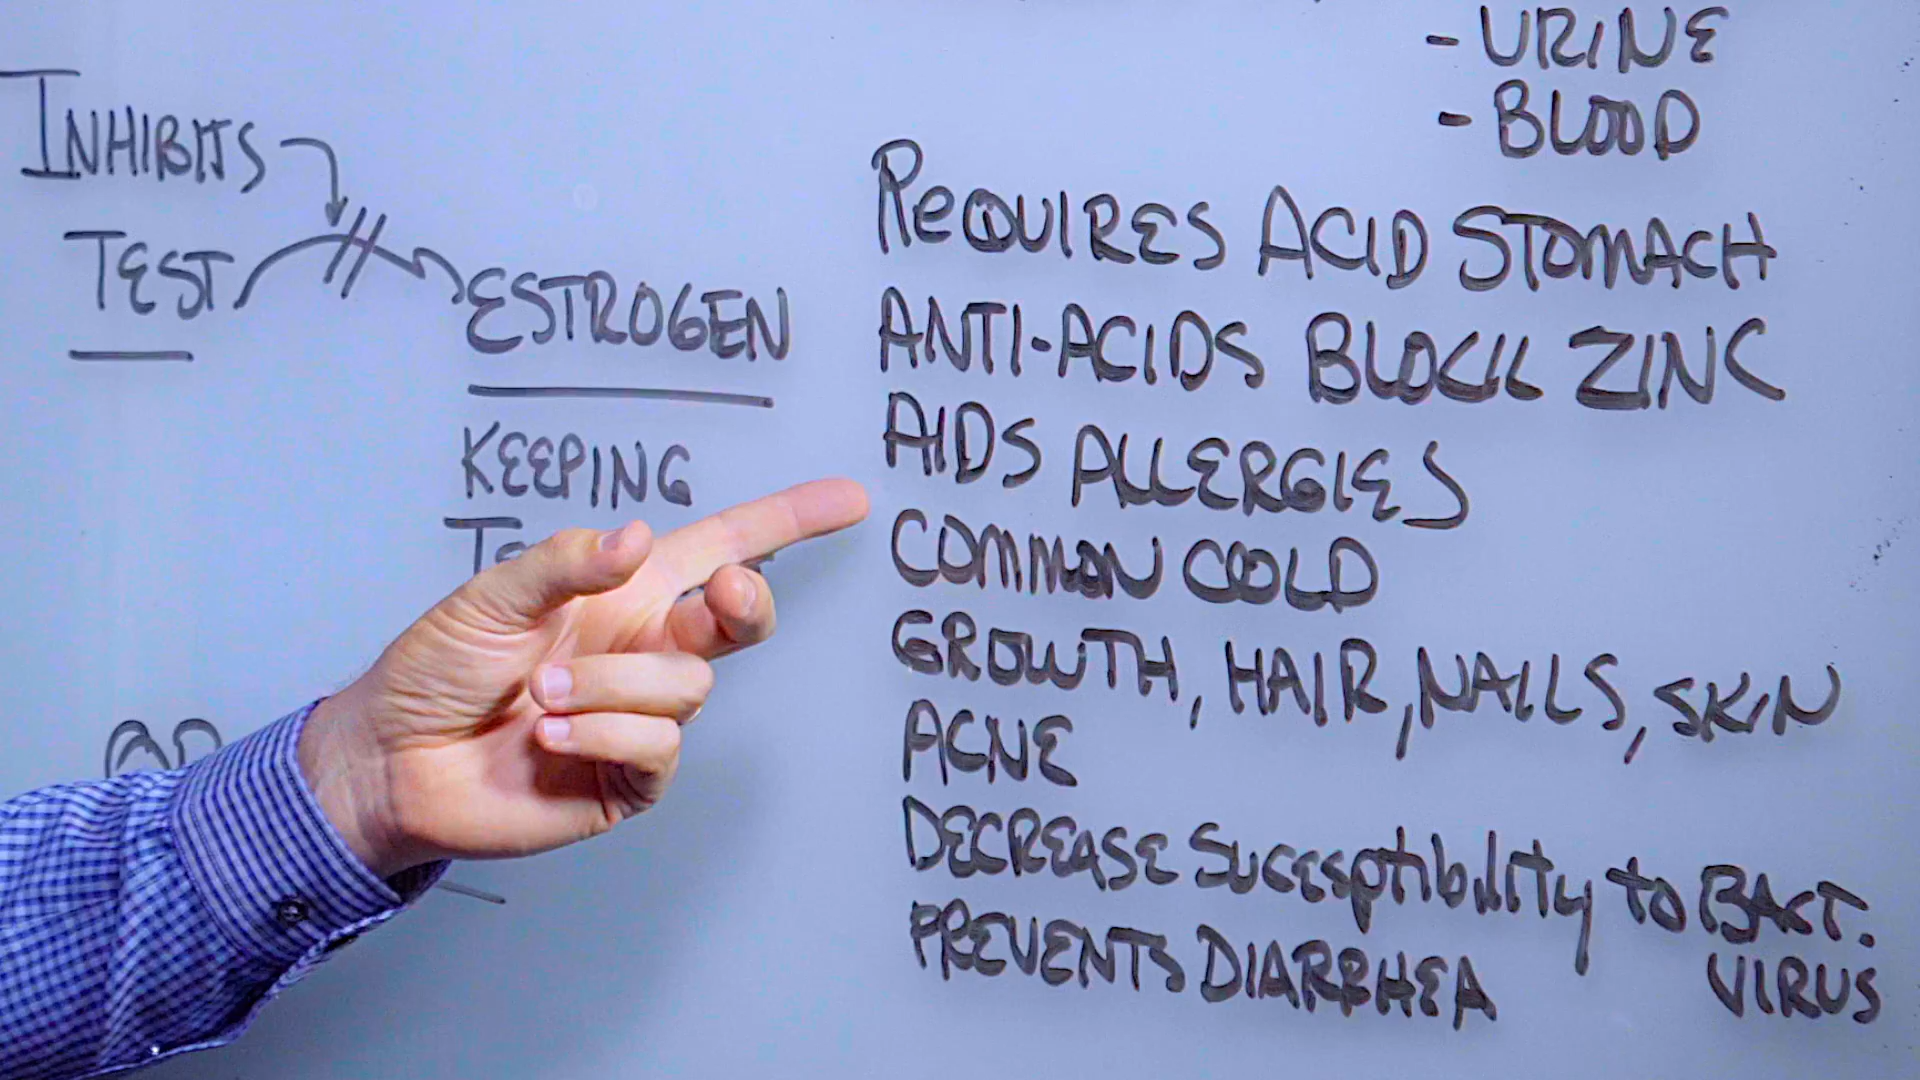 INHIBITS
TEST
ESTROGEN
KEEPING
- URINE
- BLOOD
REQUIRES ACID STOMACH
ANTI-ACIDS BLOCK ZINC
AIDS ALLERGIES
COMMON COLD
GROWTH, HAIR, NAILS, SKIN
ACNE
DECREASE SUCCESPTIBILITY TO BACT.
VIRUS
PREVENTS DIARRHEA